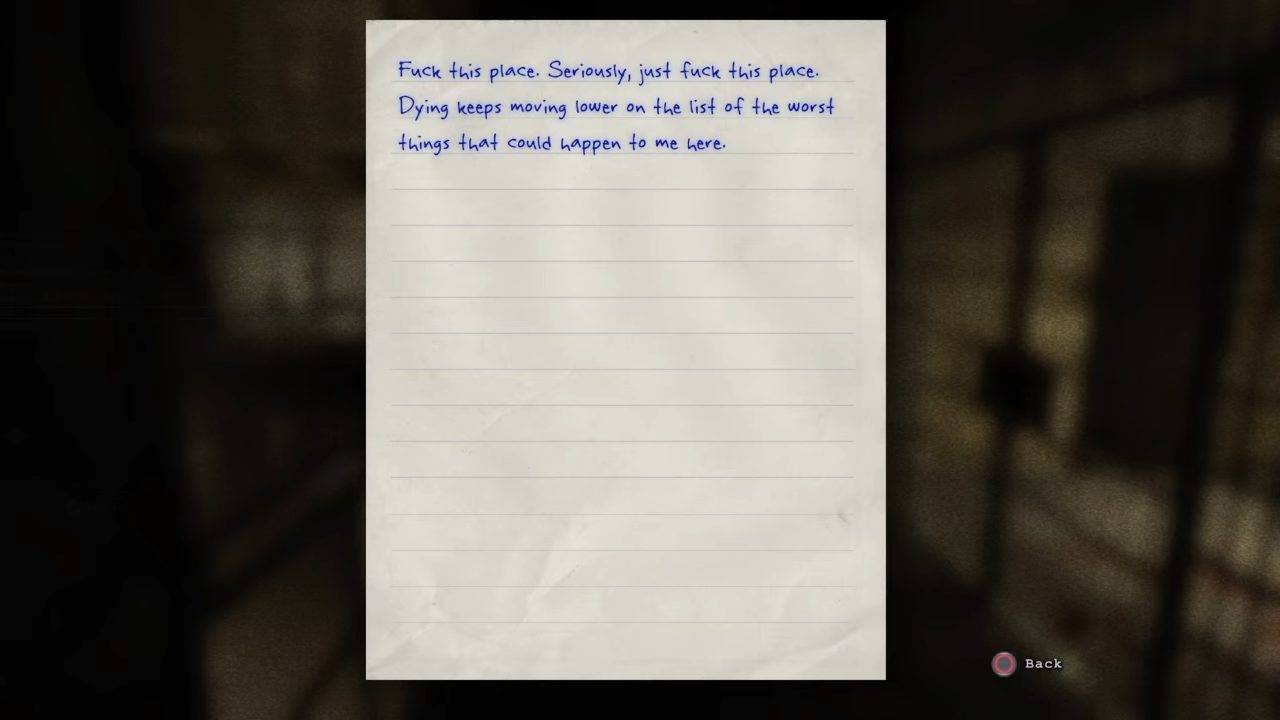 Fuck this place. Seriously, just fuck this place.
Dying keeps moving lower on the list of the worst
things that could happen to me here.
Back